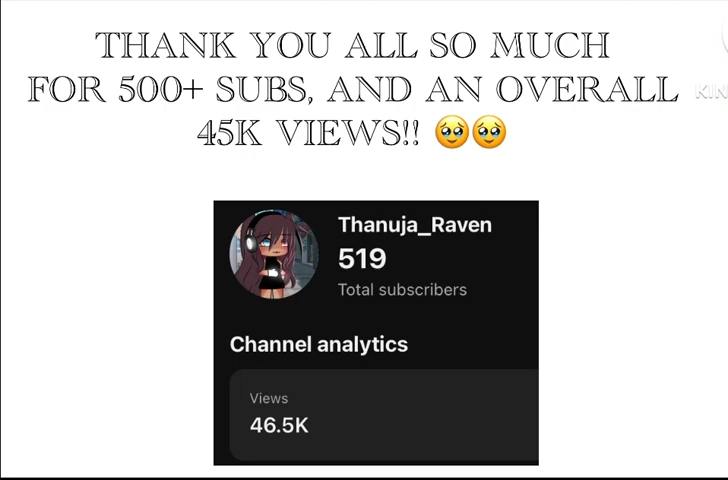 THANK YOU ALL SO MUCH
FOR 500+ SUBS, AND AN OVERALL
45K VIEWS!! 🥹🥹
KIN
Thanuja_Raven
519
Total subscribers
Channel analytics
Views
46.5K